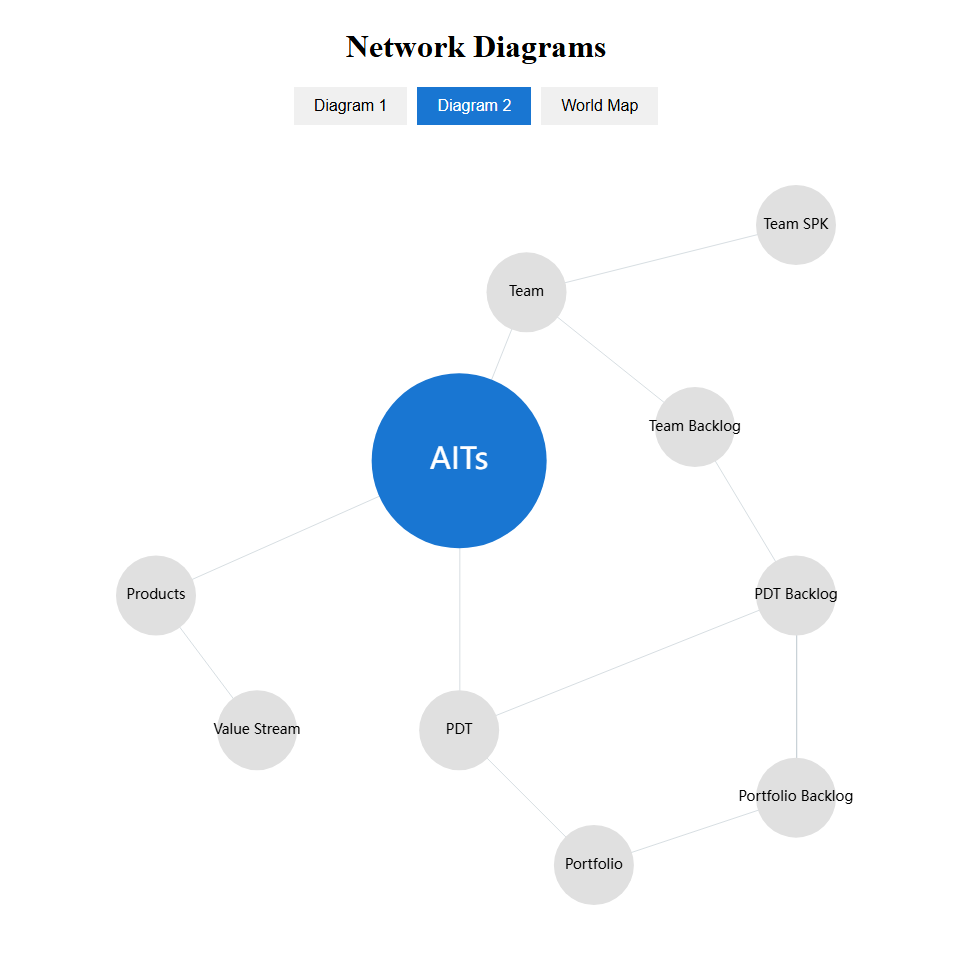 Network Diagrams
Diagram 1
Diagram 2
World Map
Team SPK
Team
Team Backlog
AITs
Products
PDT Backlog
Value Stream
PDT
Portfolio Backlog
Portfolio